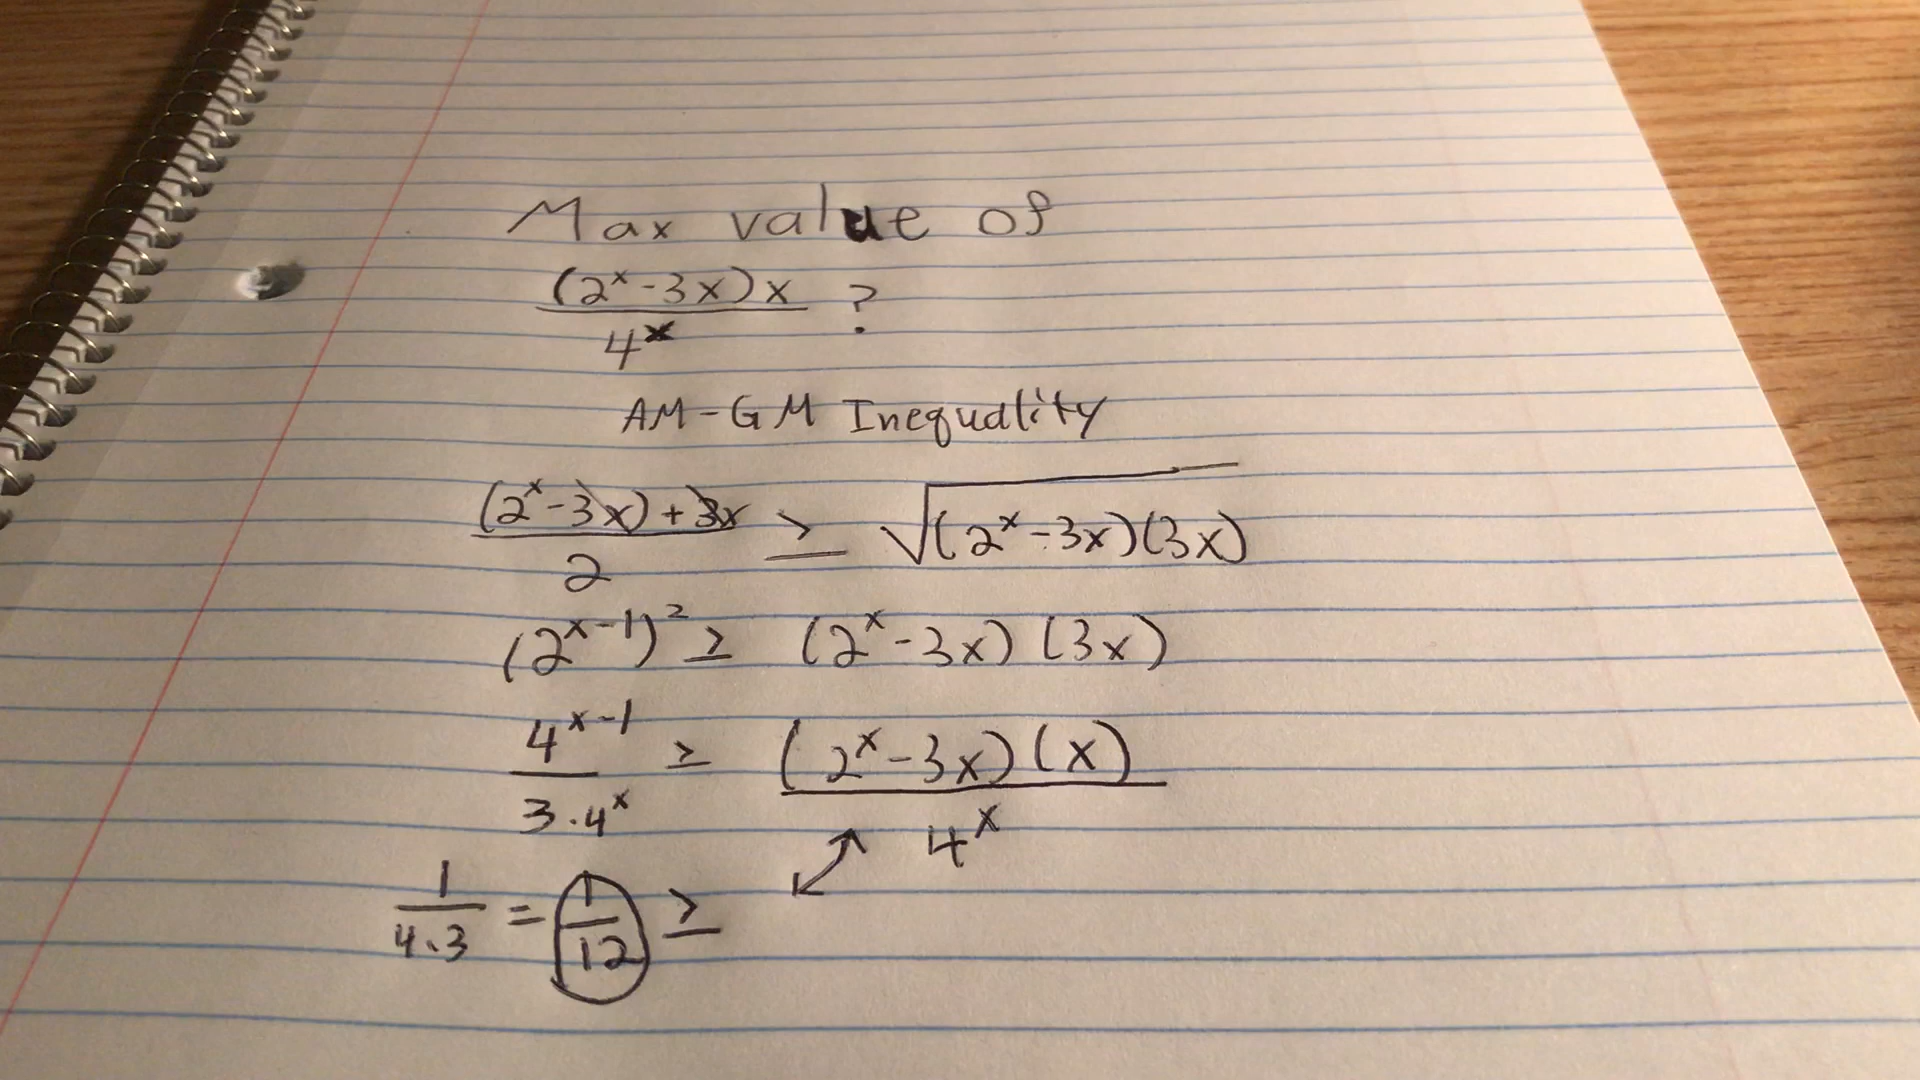 Max value of
(2^x - 3x)x / 4^x ?
AM-GM Inequality
((2^x - 3x) + 3x) / 2 ≥ √((2^x - 3x)(3x))
(2^(x-1))^2 ≥ (2^x - 3x)(3x)
4^(x-1) / (3·4^x) ≥ (2^x - 3x)(x) / 4^x
1 / (4·3) = 1/12 ≥ ↗↙